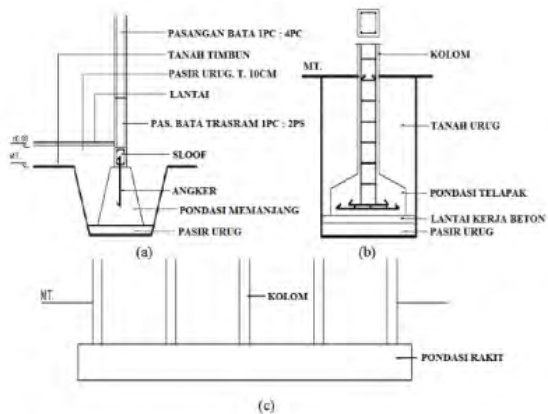 PASANGAN BATA 1PC : 4PC
TANAH TIMBUN
PASIR URUG. T. 10CM
LANTAI
PAS. BATA TRASRAM 1PC : 2PS
±0.00
MT.
SLOOF
ANGKER
PONDASI MEMANJANG
PASIR URUG
(a)
KOLOM
MT.
TANAH URUG
PONDASI TELAPAK
LANTAI KERJA BETON
PASIR URUG
(b)
MT.
KOLOM
PONDASI RAKIT
(c)